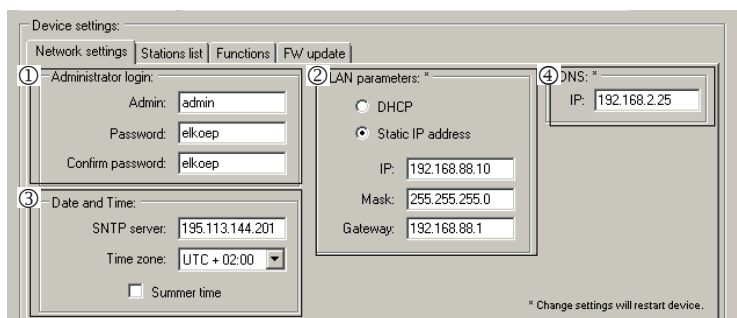 Device settings:
Network settings Stations list Functions FW update
① Administrator login:
Admin: admin
Password: elkoep
Confirm password: elkoep
② LAN parameters: *
DHCP
Static IP address
IP: 192.168.88.10
Mask: 255.255.255.0
Gateway: 192.168.88.1
③ Date and Time:
SNTP server: 195.113.144.201
Time zone: UTC + 02:00
Summer time
④ DNS: *
IP: 192.168.2.25
* Change settings will restart device.